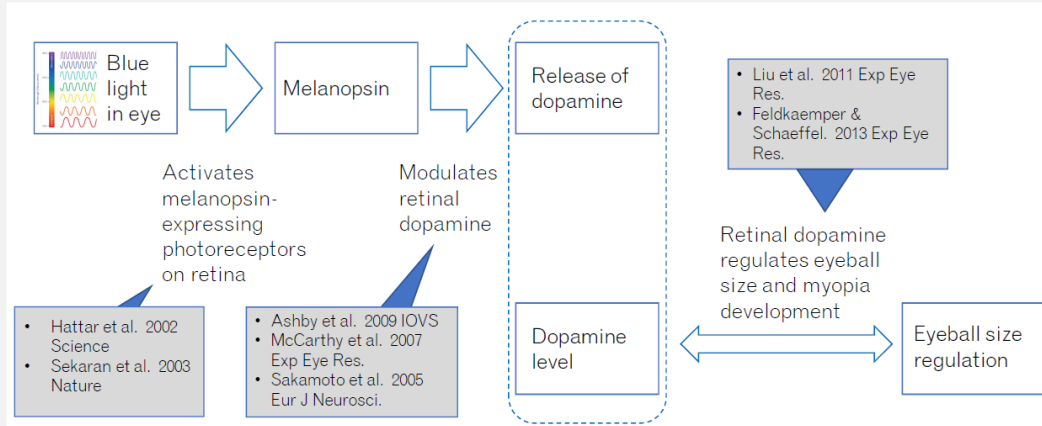 Blue
light
in eye
Melanopsin
Release of
dopamine
• Liu et al. 2011 Exp Eye
Res.
• Feldkaemper &
Schaeffel. 2013 Exp Eye
Res.
Activates
melanopsin-
expressing
photoreceptors
on retina
Modulates
retinal
dopamine
Retinal dopamine
regulates eyeball
size and myopia
development
• Hattar et al. 2002
Science
• Sekaran et al. 2003
Nature
• Ashby et al. 2009 IOVS
• McCarthy et al. 2007
Exp Eye Res.
• Sakamoto et al. 2005
Eur J Neurosci.
Dopamine
level
Eyeball size
regulation